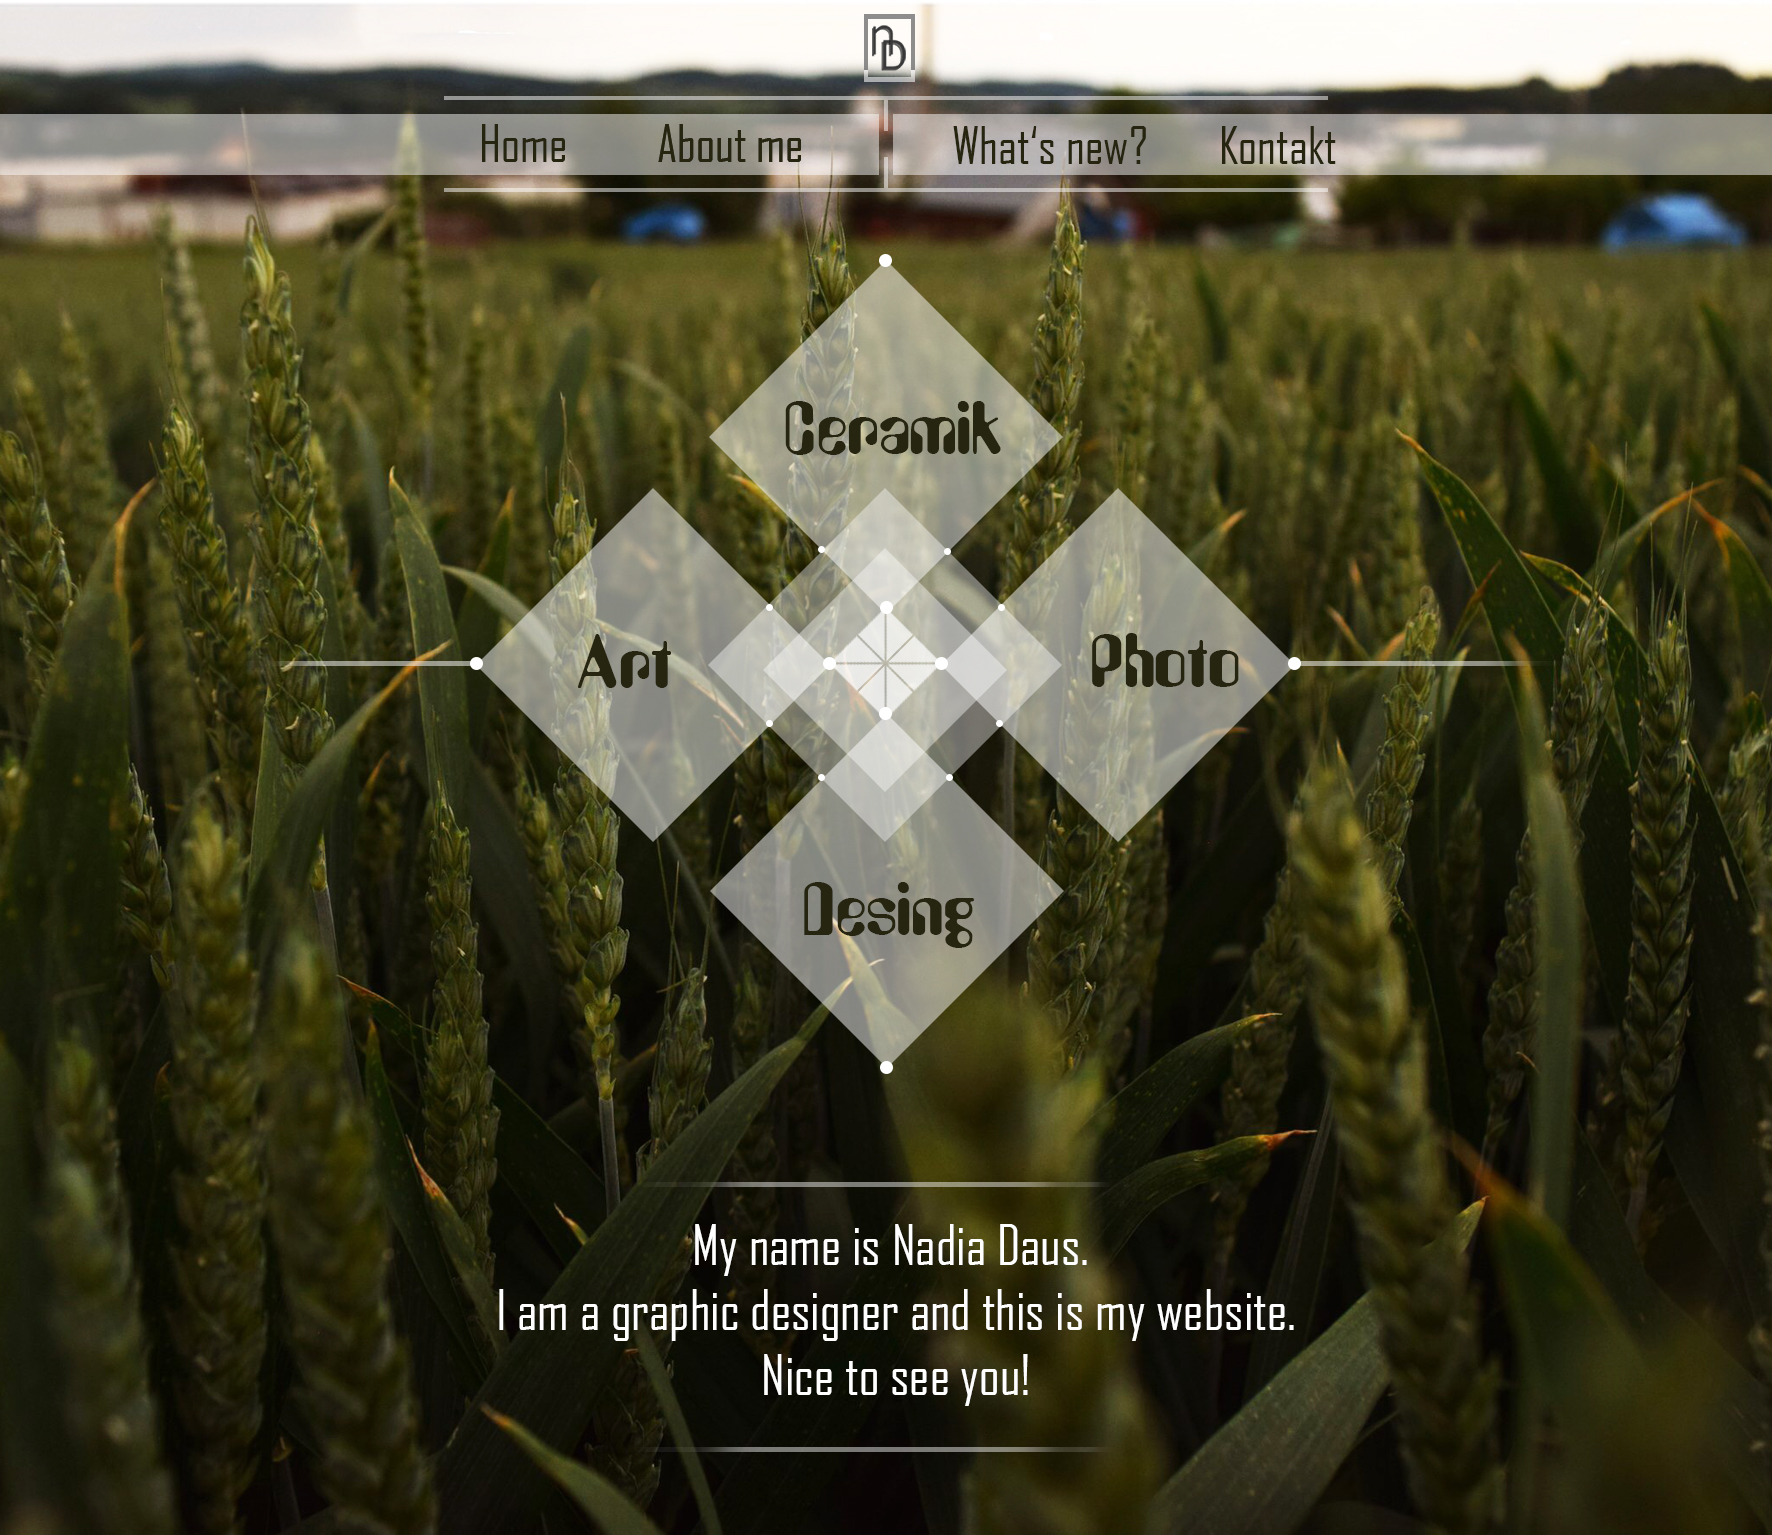 nD
Home About me What's new? Kontakt
Ceramik
Art
Photo
Desing
My name is Nadia Daus.
I am a graphic designer and this is my website.
Nice to see you!